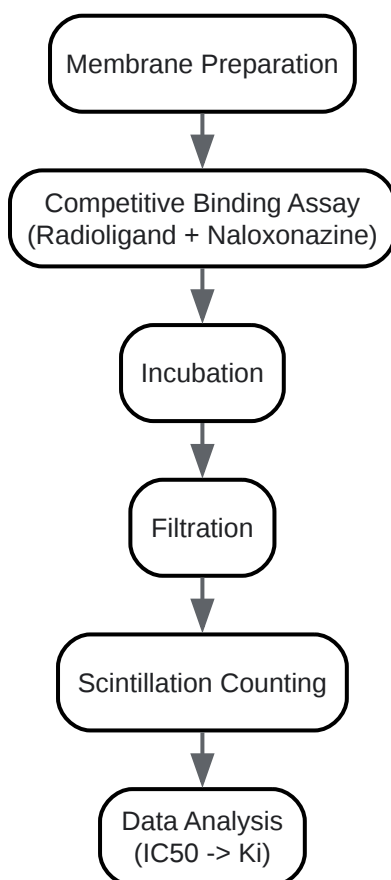 Membrane Preparation
Competitive Binding Assay
(Radioligand + Naloxonazine)
Incubation
Filtration
Scintillation Counting
Data Analysis
(IC50 -> Ki)